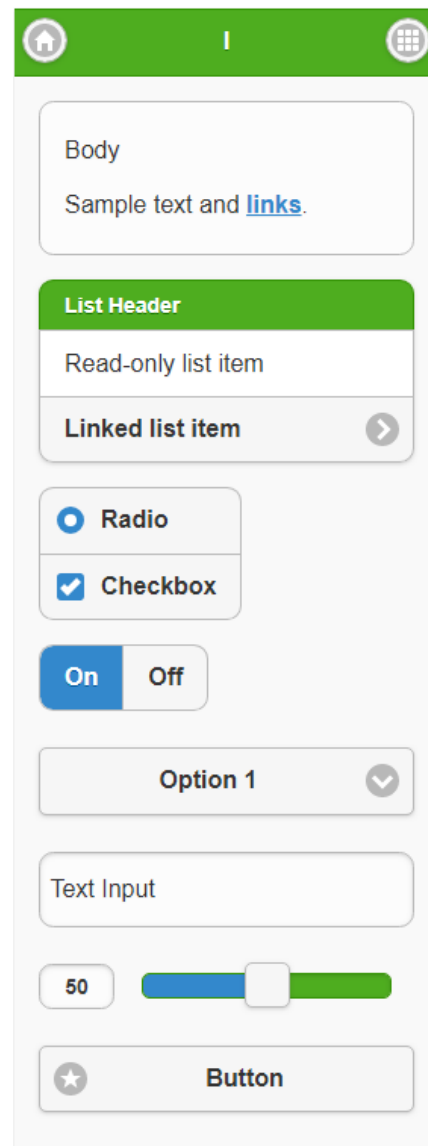 I
Body
Sample text and links.
List Header
Read-only list item
Linked list item
Radio
Checkbox
On Off
Option 1
Text Input
50
Button